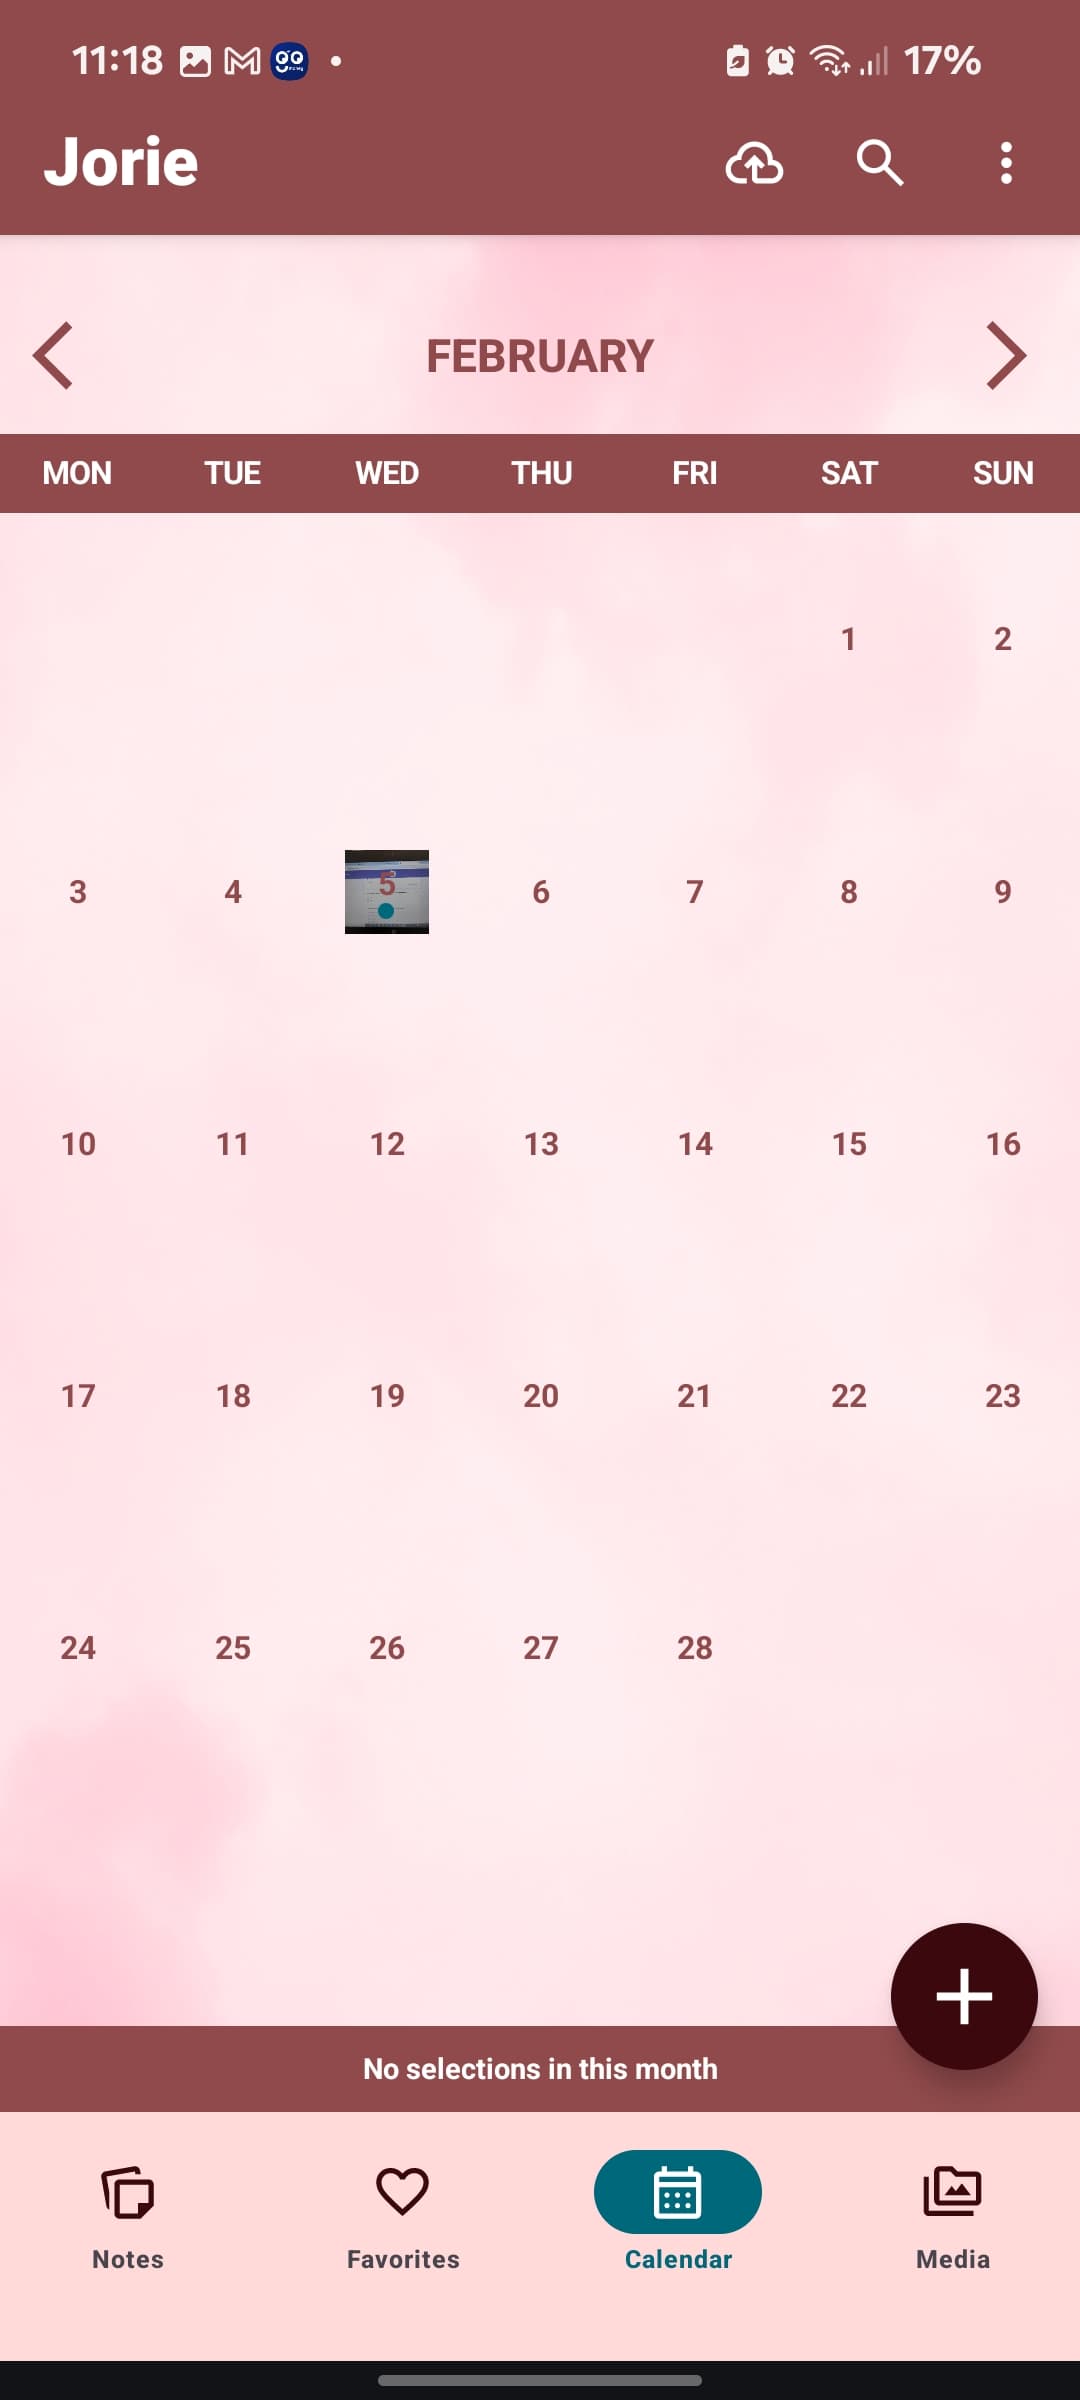 11:18 17%
Jorie
FEBRUARY
MON TUE WED THU FRI SAT SUN
1 2
3 4 5 6 7 8 9
10 11 12 13 14 15 16
17 18 19 20 21 22 23
24 25 26 27 28
No selections in this month
Notes Favorites Calendar Media